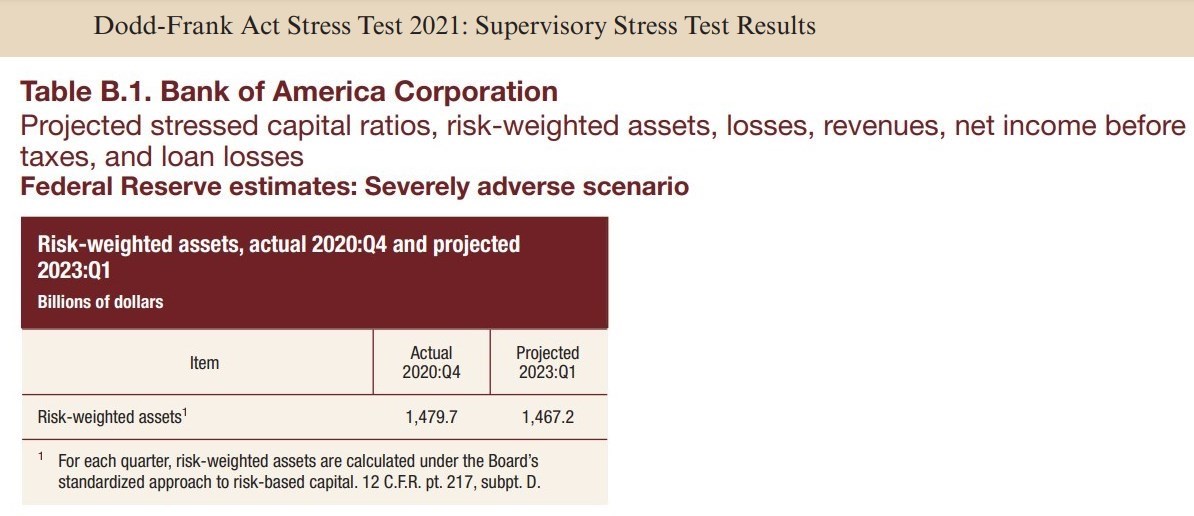 Dodd-Frank Act Stress Test 2021: Supervisory Stress Test Results
Table B.1. Bank of America Corporation
Projected stressed capital ratios, risk-weighted assets, losses, revenues, net income before
taxes, and loan losses
Federal Reserve estimates: Severely adverse scenario
Risk-weighted assets, actual 2020:Q4 and projected
2023:Q1
Billions of dollars
Item Actual 2020:Q4 Projected 2023:Q1
Risk-weighted assets¹ 1,479.7 1,467.2
¹ For each quarter, risk-weighted assets are calculated under the Board's
standardized approach to risk-based capital. 12 C.F.R. pt. 217, subpt. D.